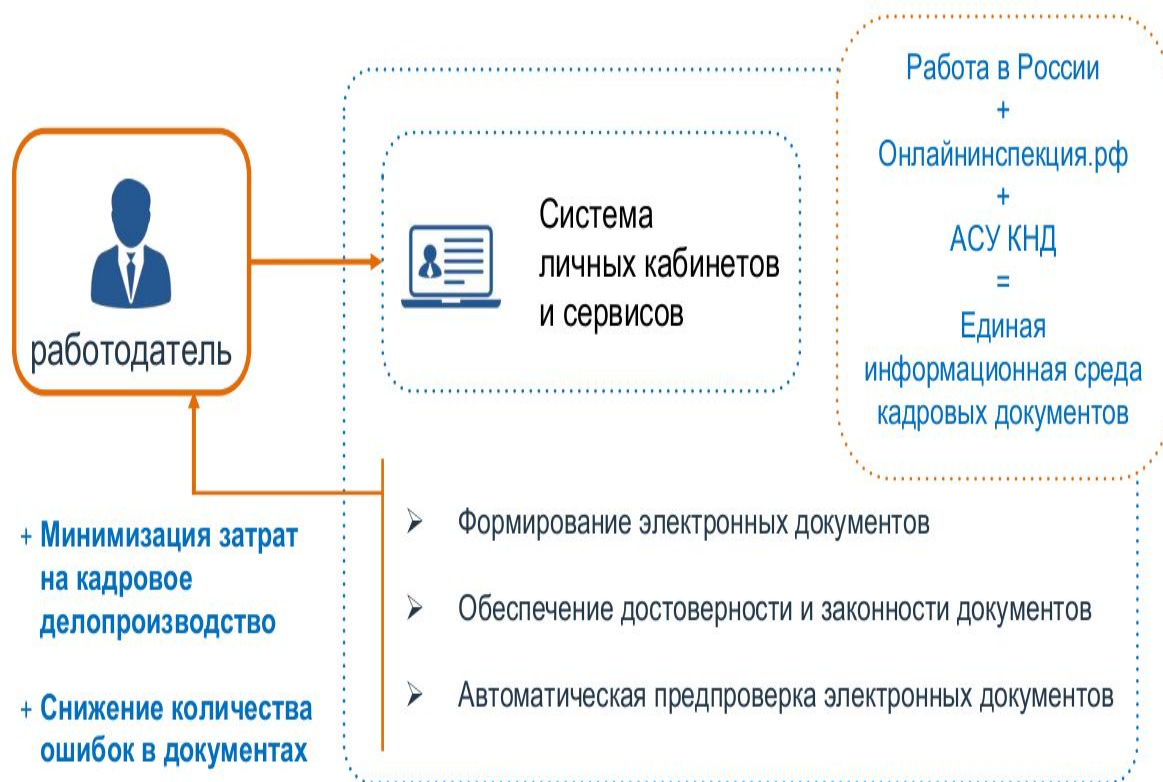 работодатель
Система
личных кабинетов
и сервисов
Работа в России
+
Онлайнинспекция.рф
+
АСУ КНД
=
Единая
информационная среда
кадровых документов
+ Минимизация затрат
на кадровое
делопроизводство
+ Снижение количества
ошибок в документах
➢ Формирование электронных документов
➢ Обеспечение достоверности и законности документов
➢ Автоматическая предпроверка электронных документов